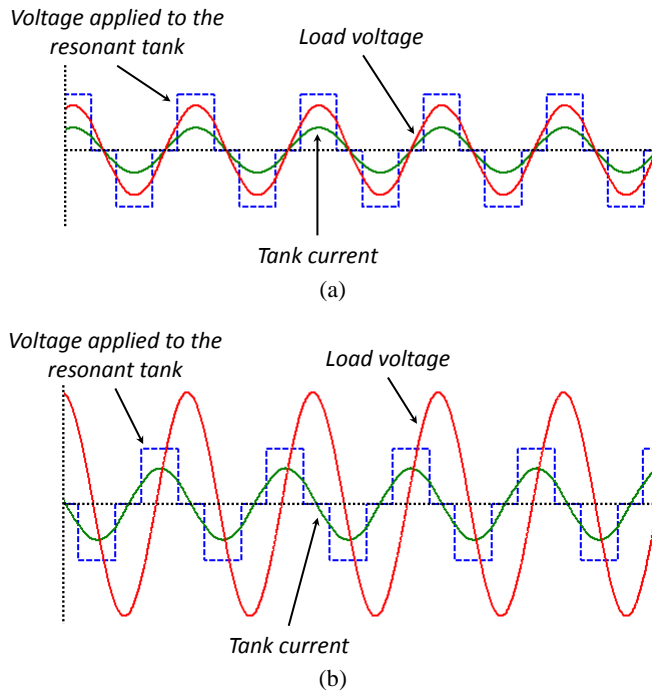 Voltage applied to the
resonant tank
Load voltage
Tank current
(a)
Voltage applied to the
resonant tank
Load voltage
Tank current
(b)